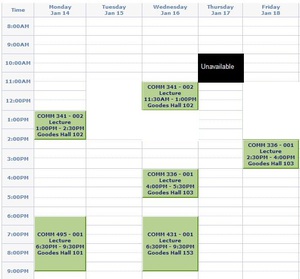 Time
Monday
Jan 14
Tuesday
Jan 15
Wednesday
Jan 16
Thursday
Jan 17
Friday
Jan 18
8:00AM
9:00AM
10:00AM
11:00AM
12:00PM
1:00PM
2:00PM
3:00PM
4:00PM
5:00PM
6:00PM
7:00PM
8:00PM
9:00PM
COMM 341 - 002
Lecture
1:00PM - 2:30PM
Goodes Hall 102
COMM 495 - 001
Lecture
6:30PM - 9:30PM
Goodes Hall 101
COMM 341 - 002
Lecture
11:30AM - 1:00PM
Goodes Hall 102
COMM 336 - 001
Lecture
4:00PM - 5:30PM
Goodes Hall 103
COMM 431 - 001
Lecture
6:30PM - 9:30PM
Goodes Hall 153
Unavailable
COMM 336 - 001
Lecture
2:30PM - 4:00PM
Goodes Hall 103